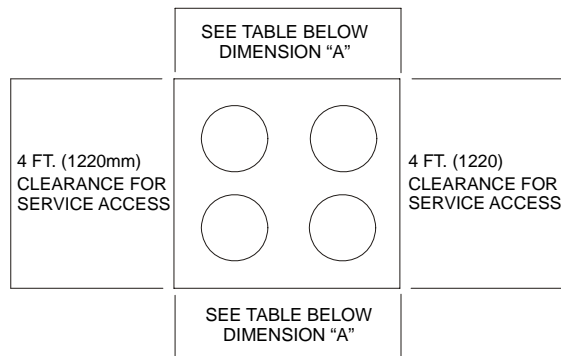 SEE TABLE BELOW
DIMENSION “A”
4 FT. (1220mm)
CLEARANCE FOR
SERVICE ACCESS
4 FT. (1220)
CLEARANCE FOR
SERVICE ACCESS
SEE TABLE BELOW
DIMENSION “A”